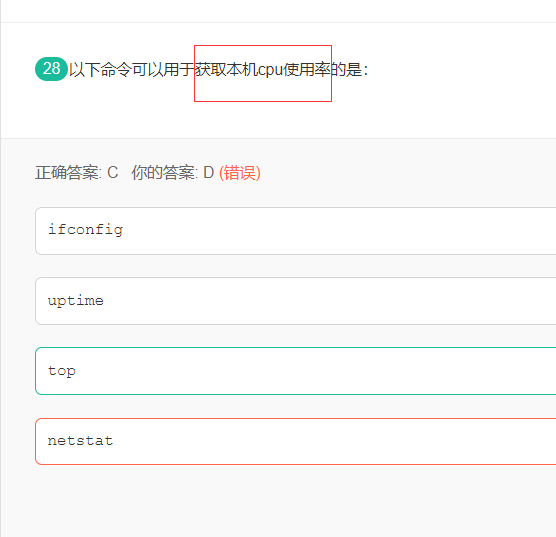 28 以下命令可以用于获取本机cpu使用率的是:
正确答案: C 你的答案: D (错误)
ifconfig
uptime
top
netstat